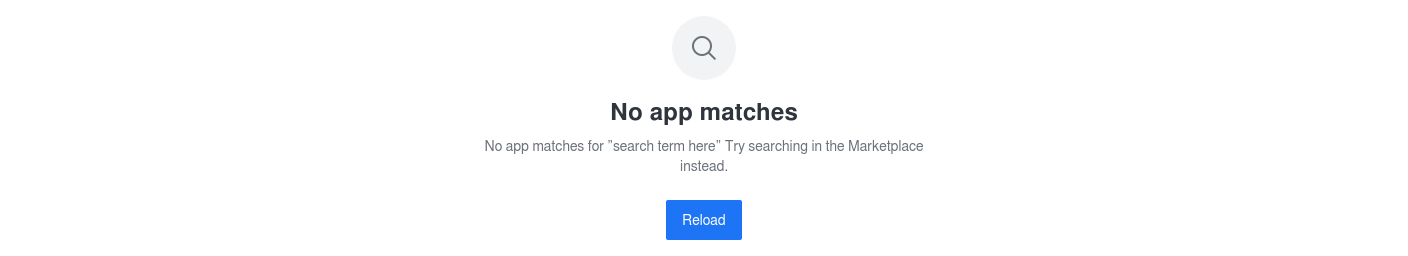 No app matches
No app matches for ”search term here” Try searching in the Marketplace
instead.
Reload